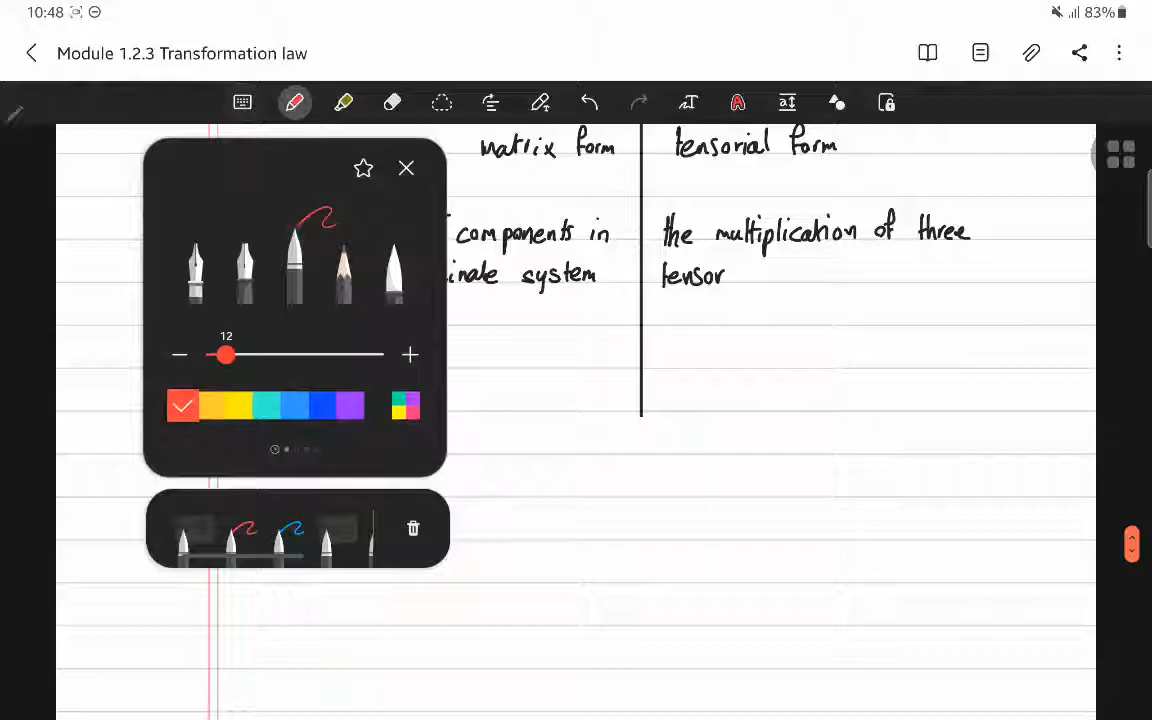 10:48 83%
Module 1.2.3 Transformation law
matrix form tensorial form
components in the multiplication of three
inate system tensor
12